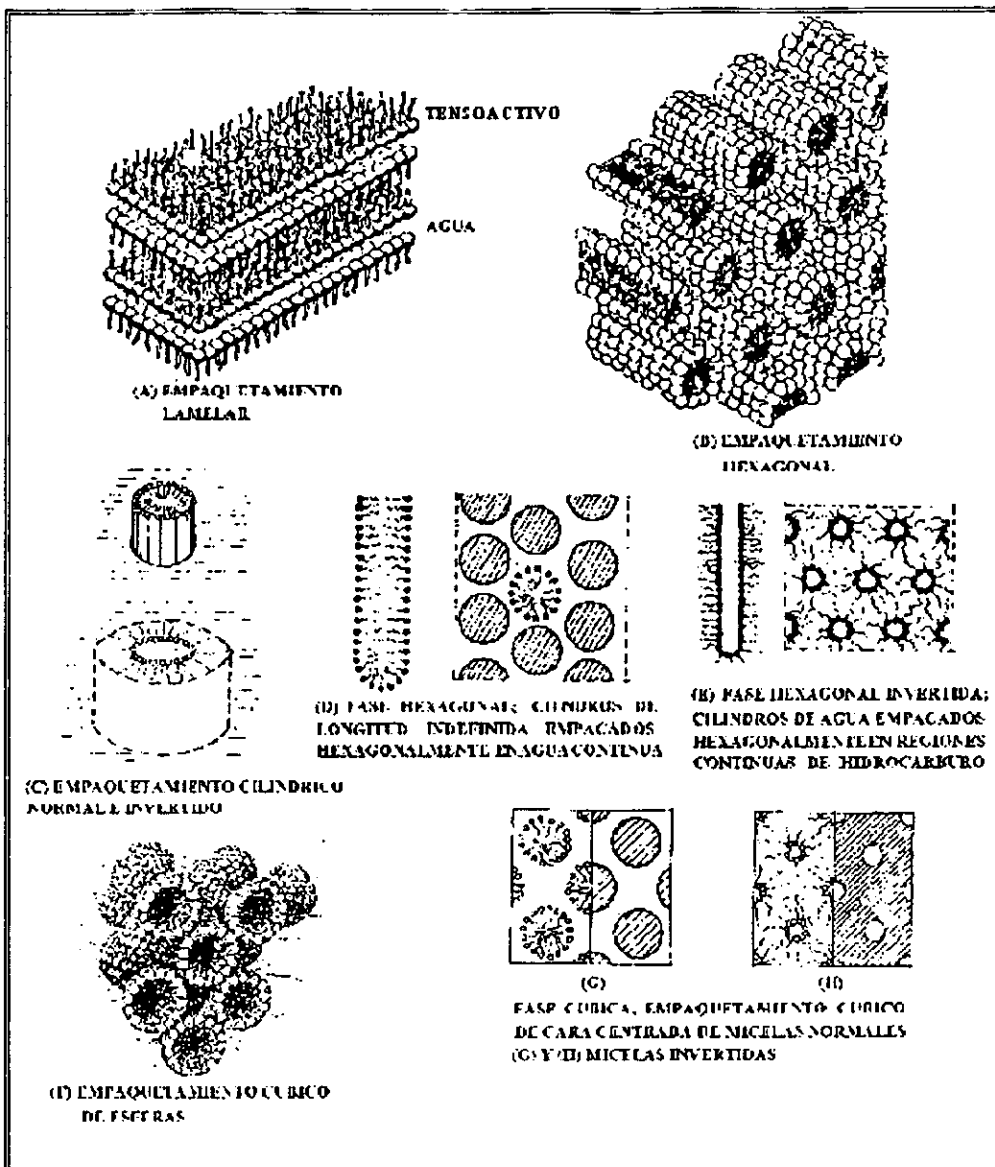 TENSOACTIVO
AGUA
(A) EMPAQUETAMIENTO
LAMELAR
(B) EMPAQUETAMIENTO
HEXAGONAL
(C) EMPAQUETAMIENTO CILINDRICO
NORMAL E INVERTIDO
(D) FASE HEXAGONAL; CILINDROS DE
LONGITUD INDEFINIDA EMPACADOS
HEXAGONALMENTE EN AGUA CONTINUA
(E) FASE HEXAGONAL INVERTIDA;
CILINDROS DE AGUA EMPACADOS
HEXAGONALMENTE EN REGIONES
CONTINUAS DE HIDROCARBURO
(F) EMPAQUETAMIENTO CUBICO
DE ESFERAS
(G)
(H)
FASE CUBICA, EMPAQUETAMIENTO CUBICO
DE CARA CENTRADA DE MICELAS NORMALES
(G) Y (H) MICELAS INVERTIDAS